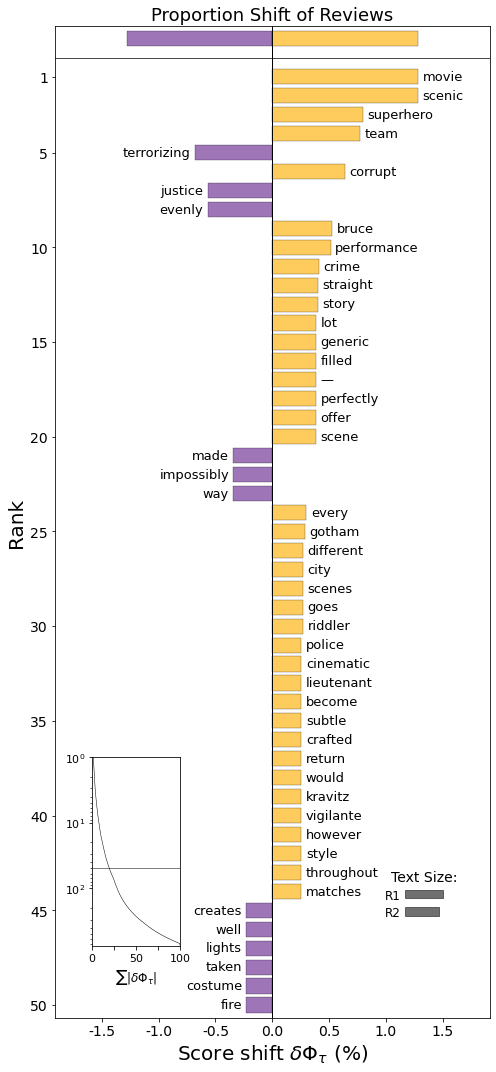 Proportion Shift of Reviews
1
movie
scenic
superhero
team
5
terrorizing
corrupt
justice
evenly
bruce
10
performance
crime
straight
story
lot
15
generic
filled
—
perfectly
offer
20
scene
made
impossibly
way
every
25
gotham
different
city
scenes
goes
30
riddler
police
cinematic
lieutenant
become
35
subtle
crafted
return
would
kravitz
40
vigilante
however
style
throughout
matches
45
creates
well
lights
taken
costume
50
fire
Rank
10⁰
10¹
10²
0
50
100
∑|δΦτ|
Text Size:
R1
R2
-1.5
-1.0
-0.5
0.0
0.5
1.0
1.5
Score shift δΦτ (%)